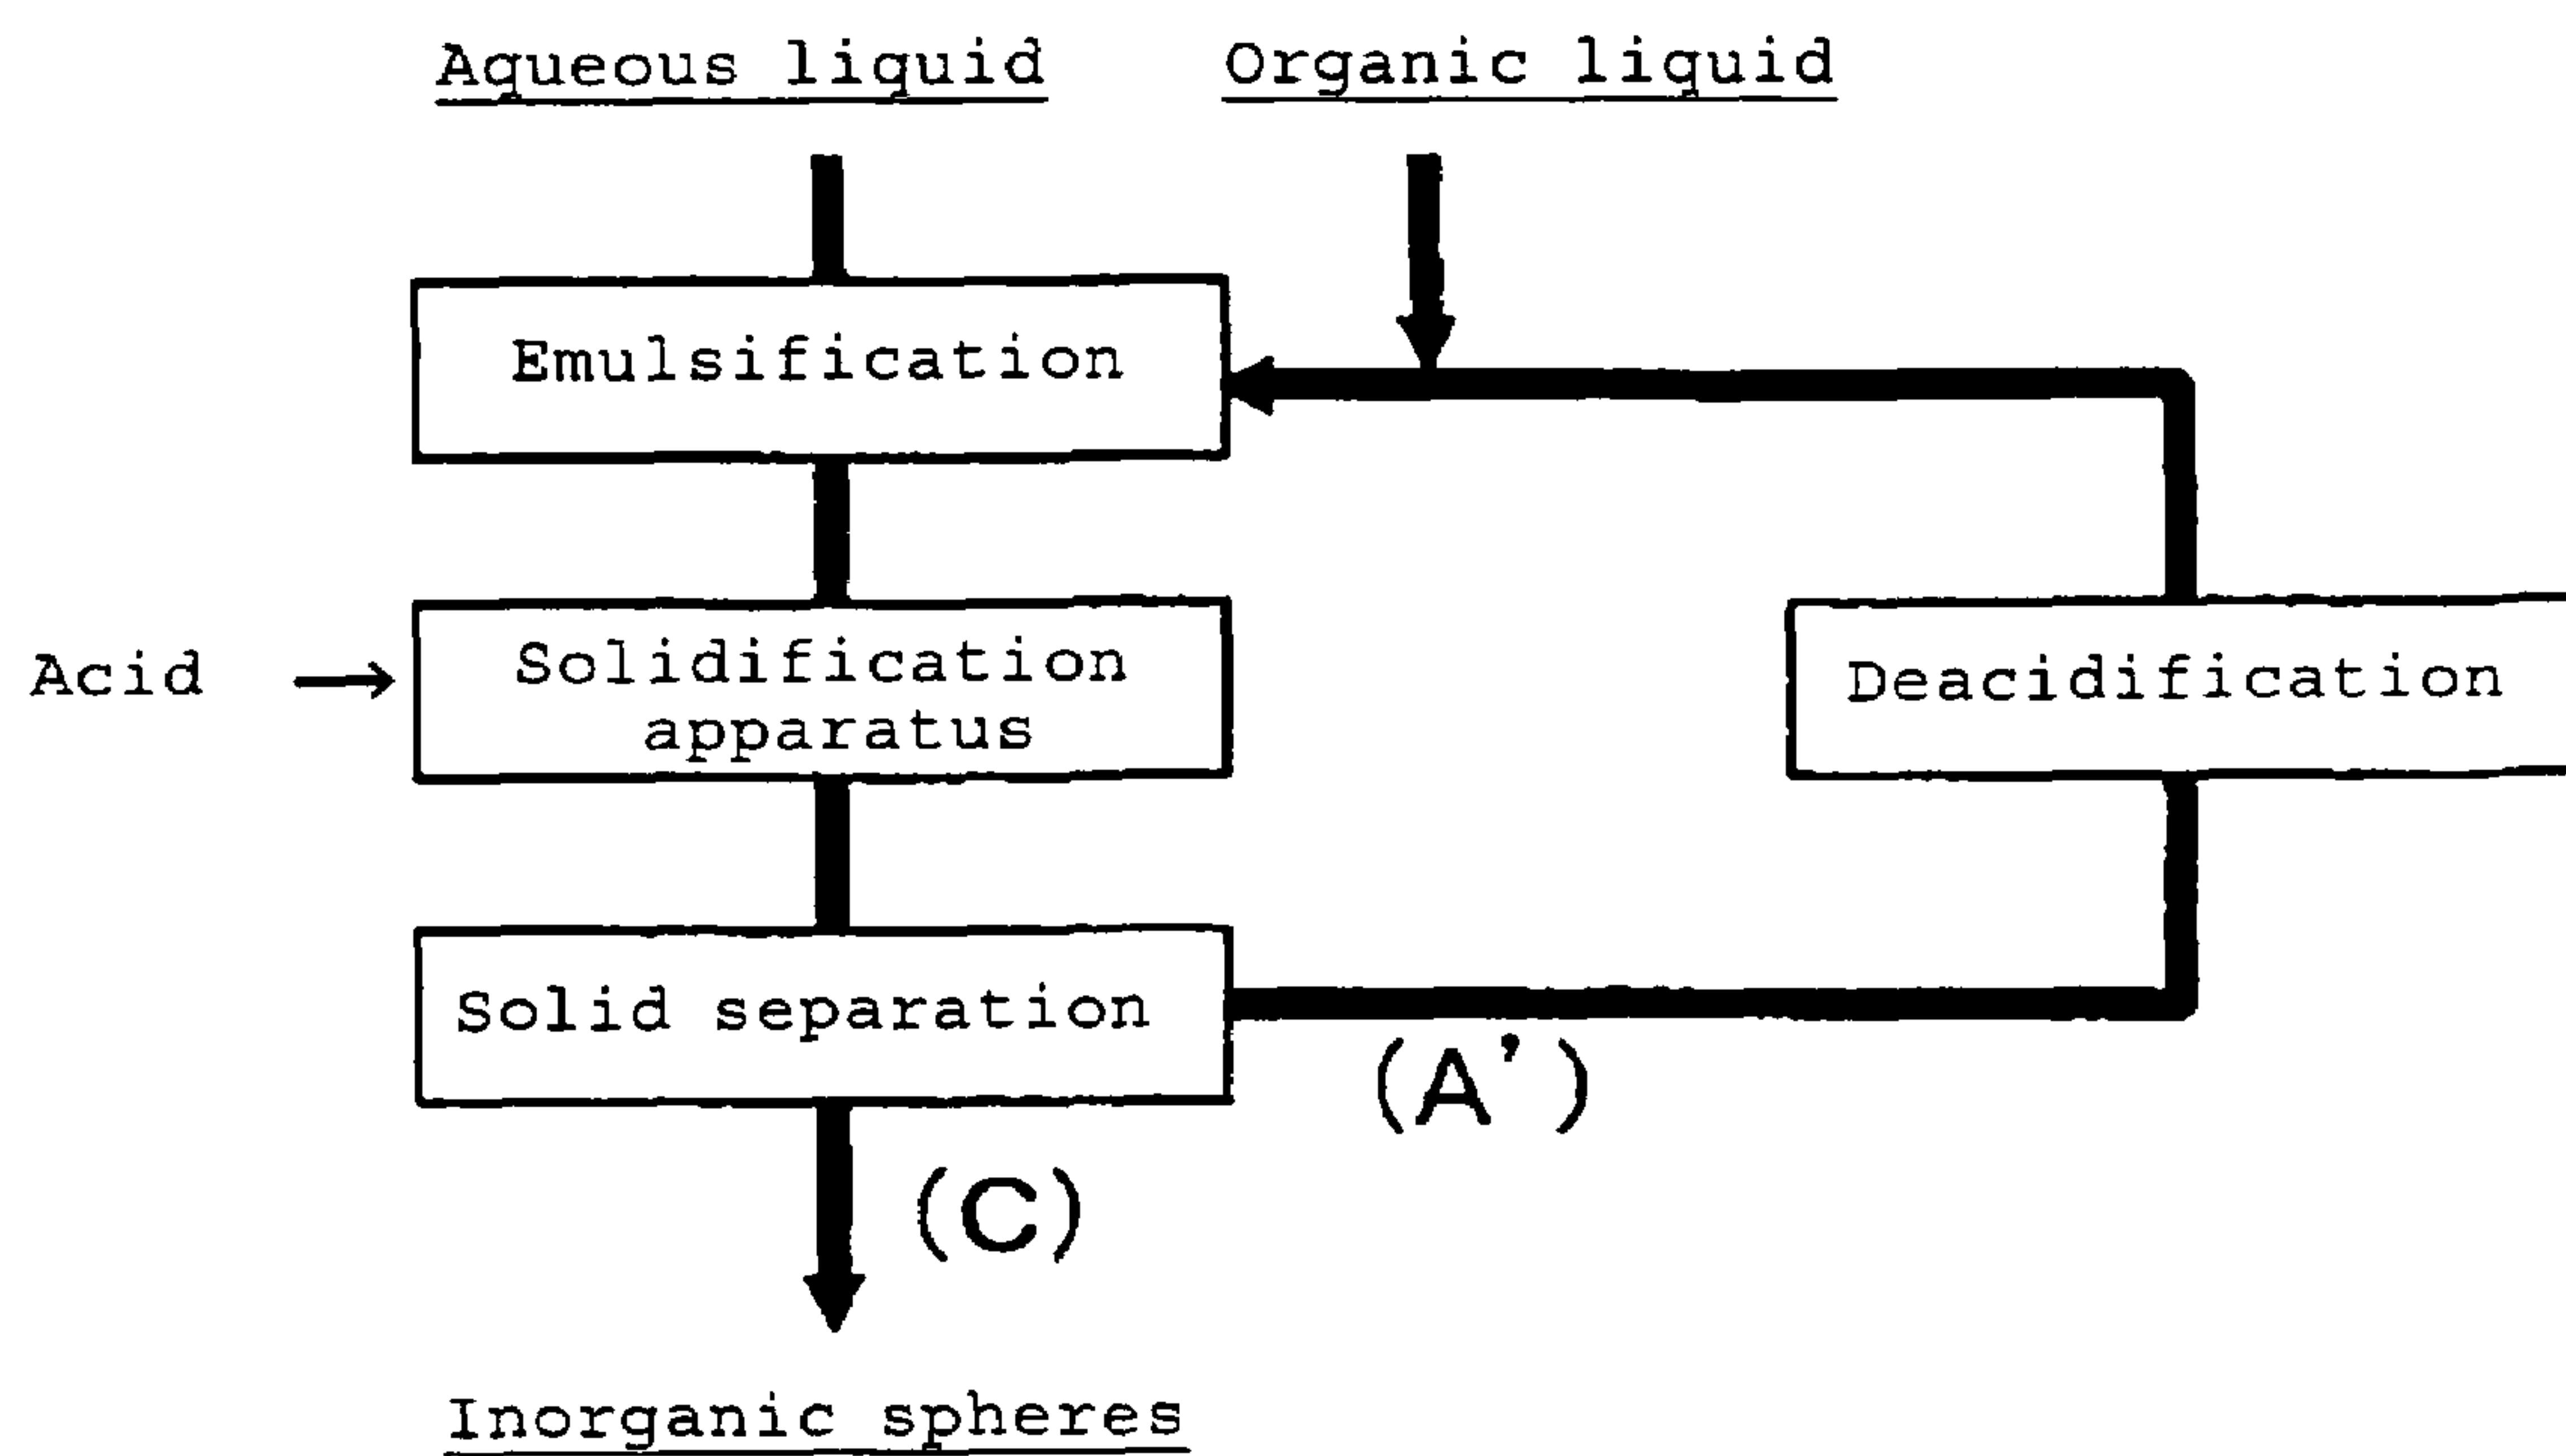 Aqueous liquid
Organic liquid
Emulsification
Acid
Solidification
apparatus
Deacidification
Solid separation
(A')
(C)
Inorganic spheres